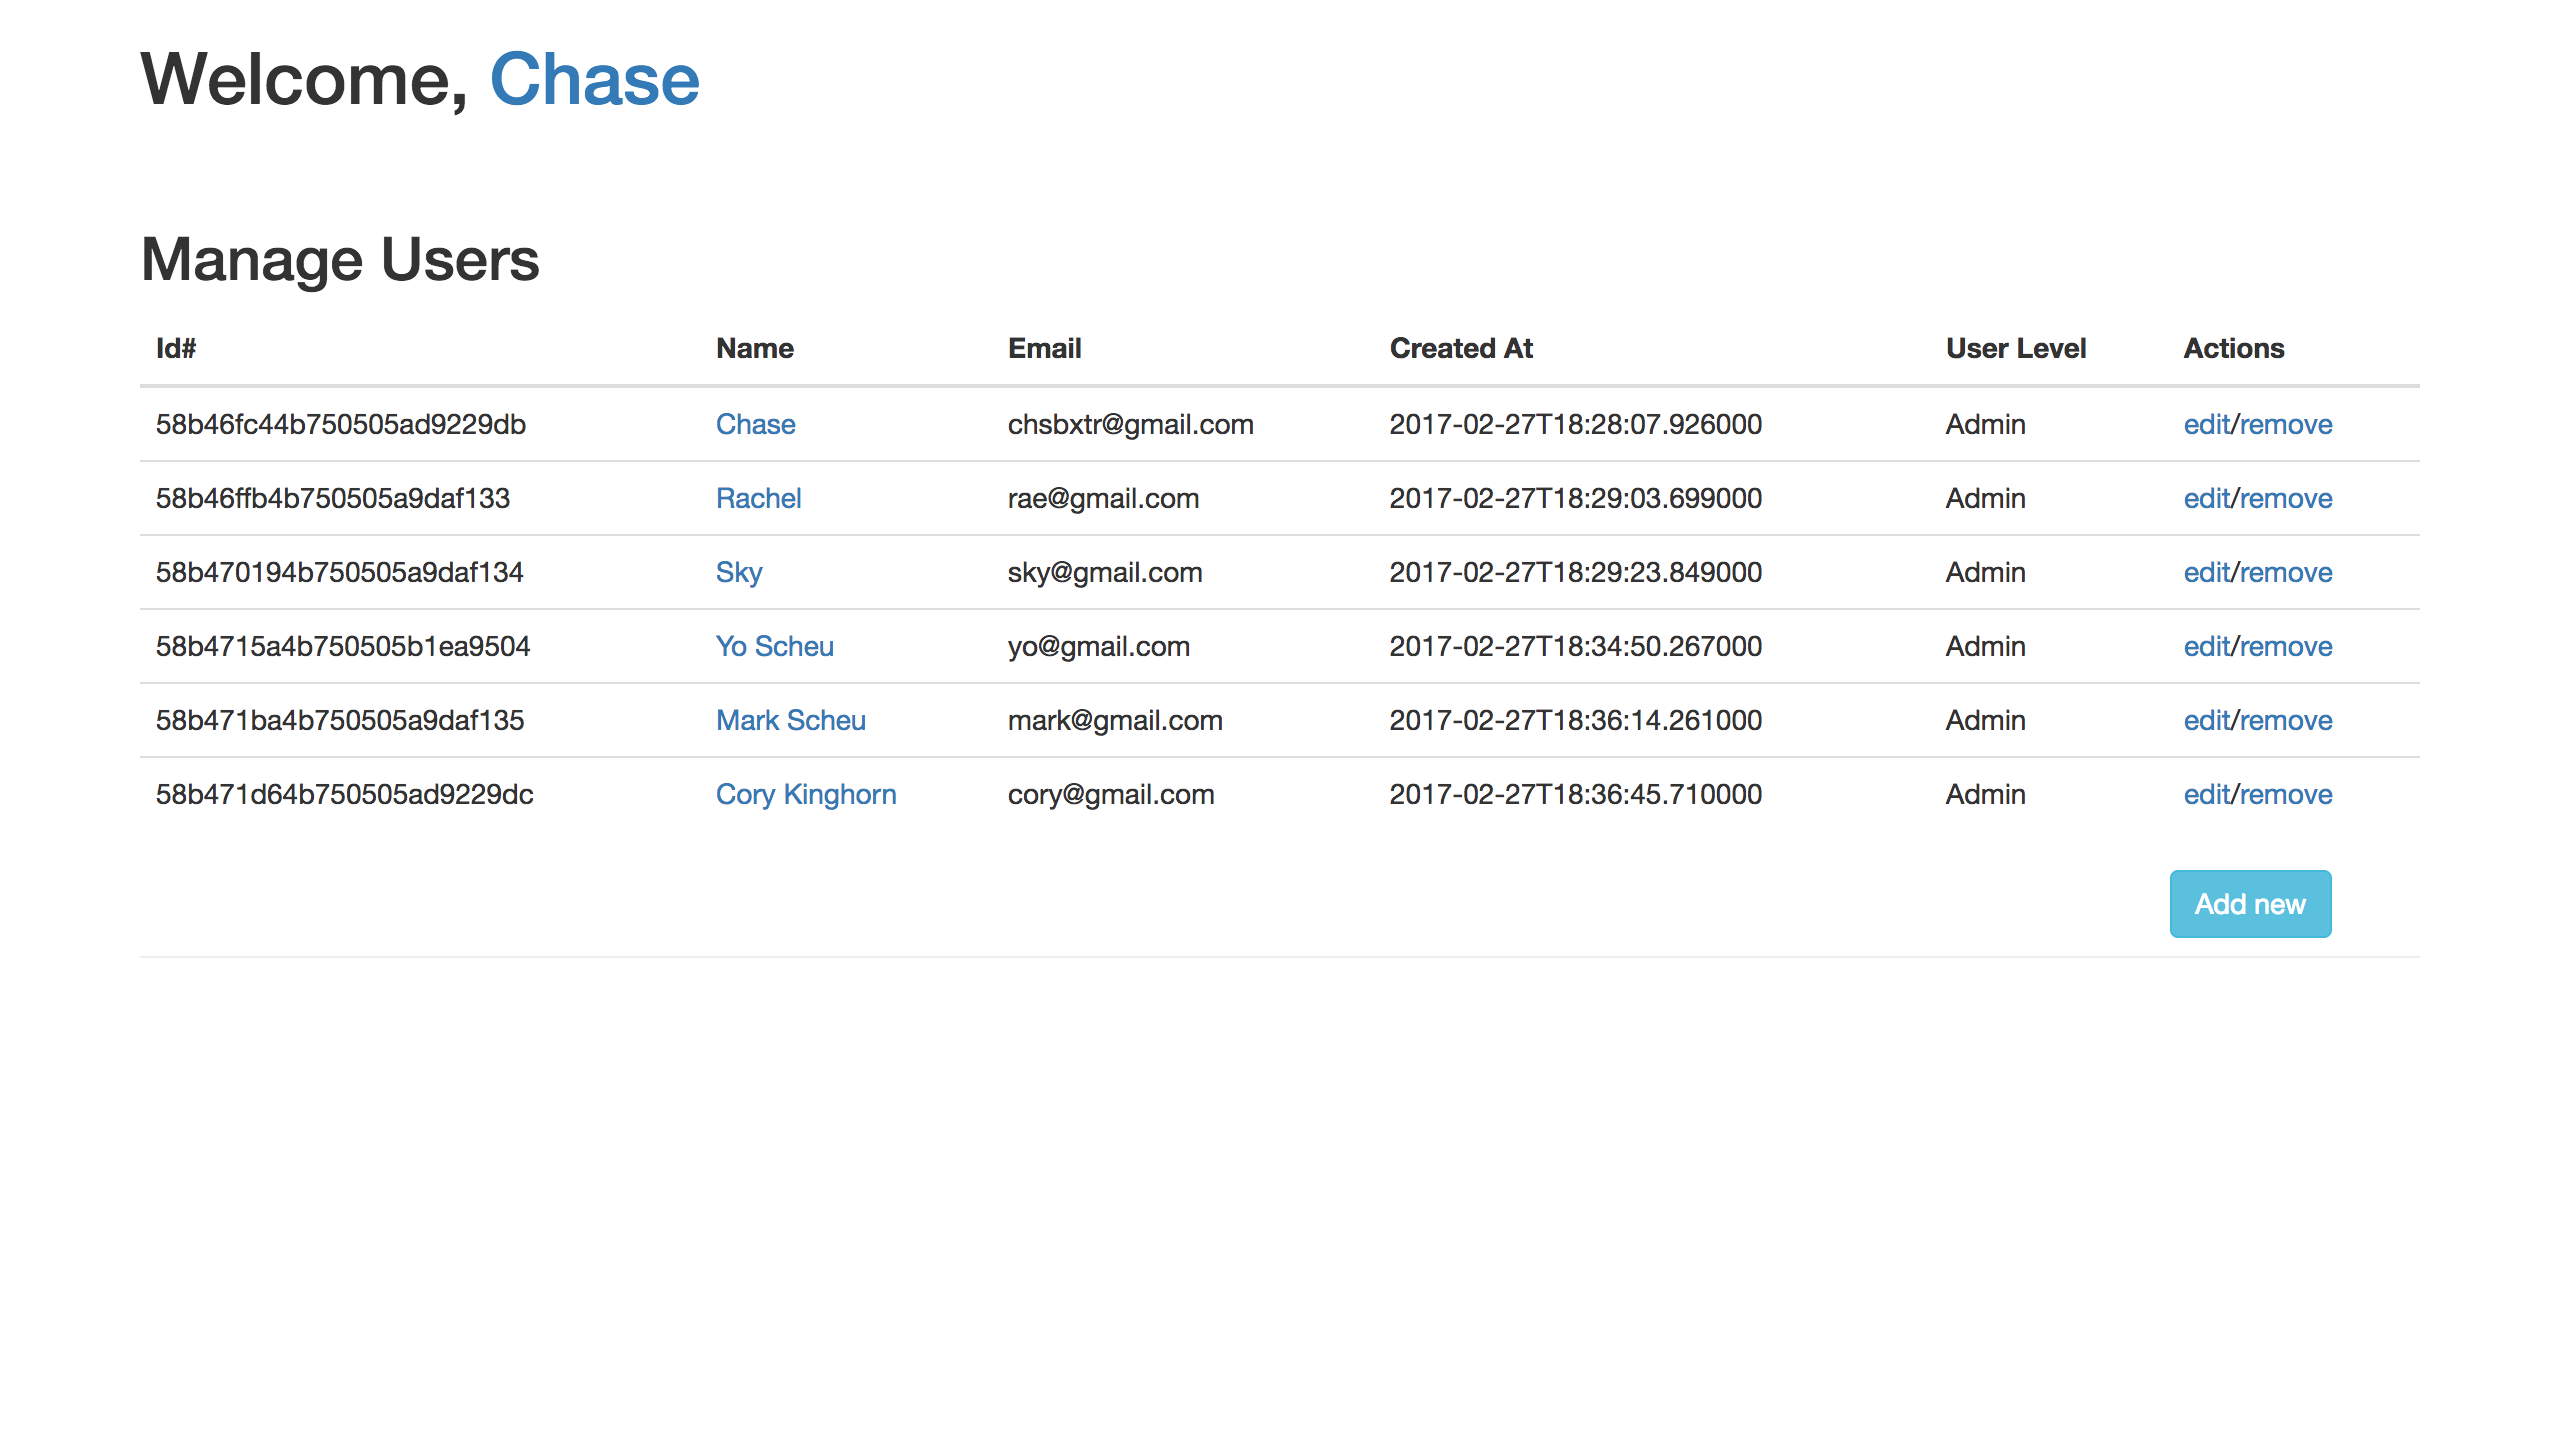 Welcome, Chase
Manage Users
Id# Name Email Created At User Level Actions
58b46fc44b750505ad9229db Chase chsbxtr@gmail.com 2017-02-27T18:28:07.926000 Admin edit/remove
58b46ffb4b750505a9daf133 Rachel rae@gmail.com 2017-02-27T18:29:03.699000 Admin edit/remove
58b470194b750505a9daf134 Sky sky@gmail.com 2017-02-27T18:29:23.849000 Admin edit/remove
58b4715a4b750505b1ea9504 Yo Scheu yo@gmail.com 2017-02-27T18:34:50.267000 Admin edit/remove
58b471ba4b750505a9daf135 Mark Scheu mark@gmail.com 2017-02-27T18:36:14.261000 Admin edit/remove
58b471d64b750505ad9229dc Cory Kinghorn cory@gmail.com 2017-02-27T18:36:45.710000 Admin edit/remove
Add new